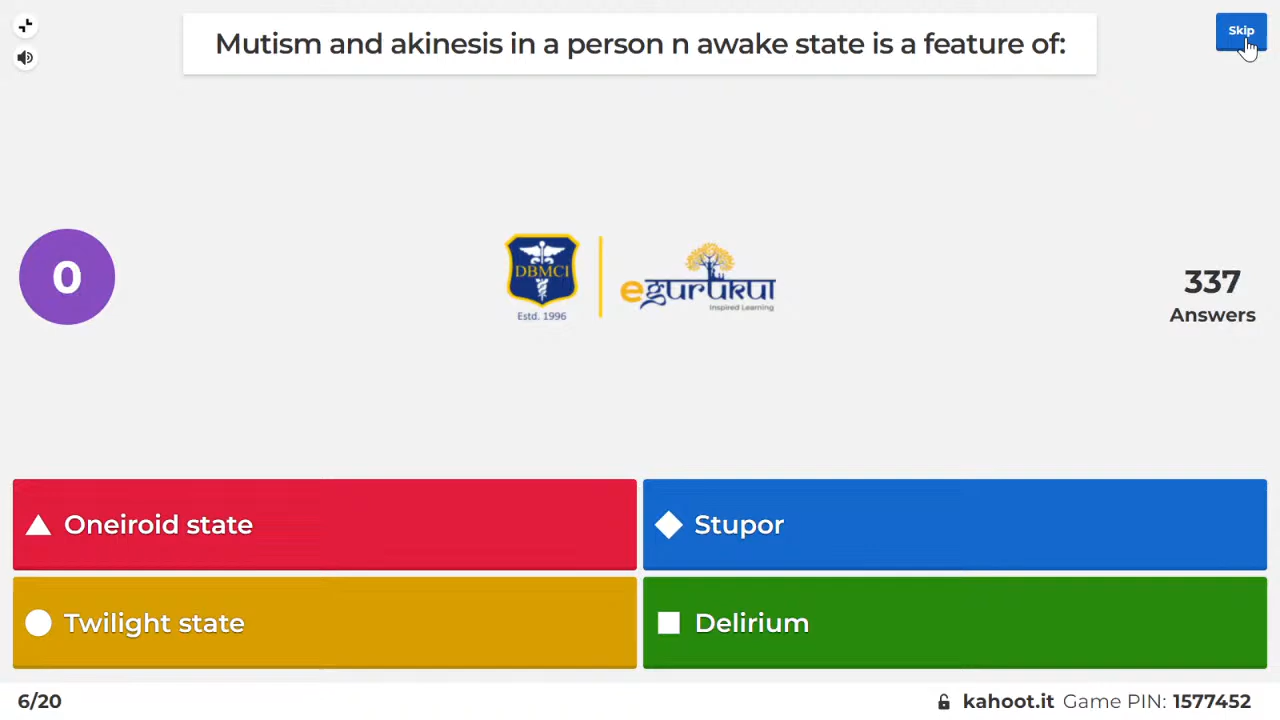 Mutism and akinesis in a person n awake state is a feature of:
Skip
0
DBMCI
Estd. 1996
egurukul
Inspired Learning
337
Answers
Oneiroid state
Stupor
Twilight state
Delirium
6/20
kahoot.it Game PIN: 1577452